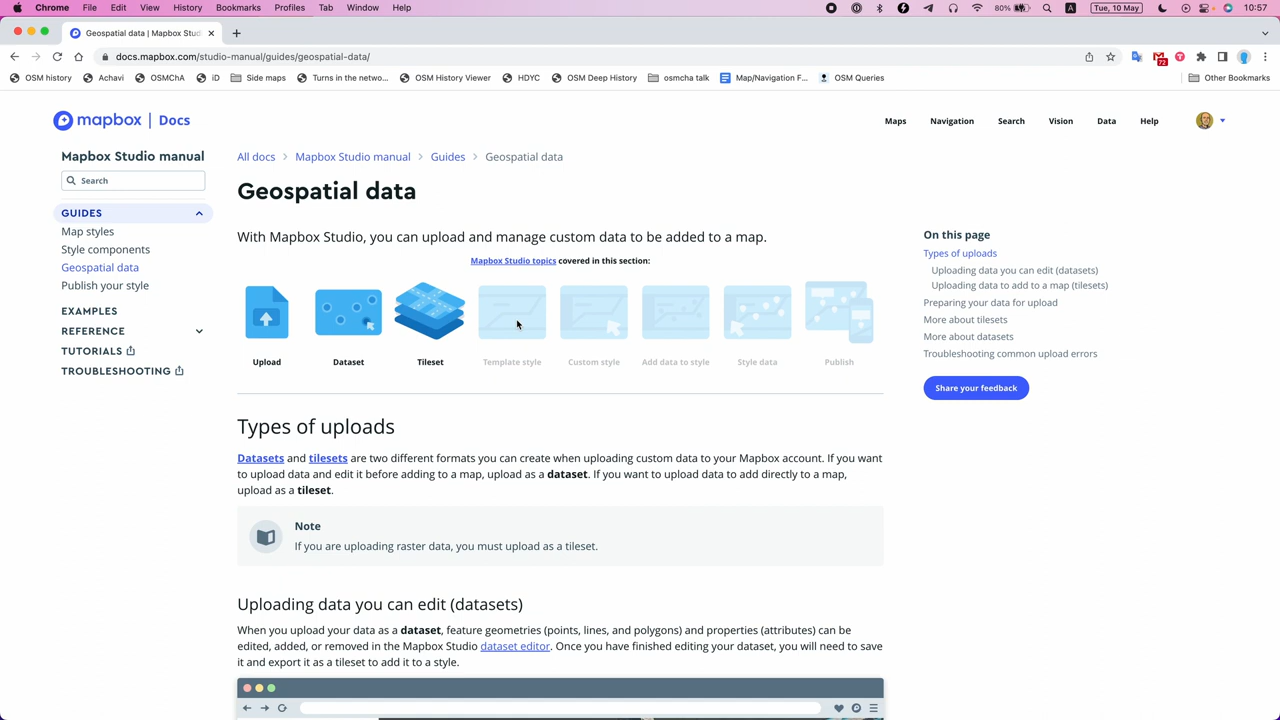 Chrome File Edit View History Bookmarks Profiles Tab Window Help 80% A Tue, 10 May 10:57
Geospatial data | Mapbox Stud
docs.mapbox.com/studio-manual/guides/geospatial-data/ 72
OSM history Achavi OSMCha iD Side maps Turns in the netwo... OSM History Viewer HDYC OSM Deep History osmcha talk Map/Navigation F... OSM Queries Other Bookmarks
mapbox | Docs
Maps Navigation Search Vision Data Help
Mapbox Studio manual
Search
GUIDES
Map styles
Style components
Geospatial data
Publish your style
EXAMPLES
REFERENCE
TUTORIALS
TROUBLESHOOTING
All docs > Mapbox Studio manual > Guides > Geospatial data
Geospatial data
With Mapbox Studio, you can upload and manage custom data to be added to a map.
Mapbox Studio topics covered in this section:
Upload Dataset Tileset Template style Custom style Add data to style Style data Publish
Types of uploads
Datasets and tilesets are two different formats you can create when uploading custom data to your Mapbox account. If you want
to upload data and edit it before adding to a map, upload as a dataset. If you want to upload data to add directly to a map,
upload as a tileset.
Note
If you are uploading raster data, you must upload as a tileset.
Uploading data you can edit (datasets)
When you upload your data as a dataset, feature geometries (points, lines, and polygons) and properties (attributes) can be
edited, added, or removed in the Mapbox Studio dataset editor. Once you have finished editing your dataset, you will need to save
it and export it as a tileset to add it to a style.
On this page
Types of uploads
Uploading data you can edit (datasets)
Uploading data to add to a map (tilesets)
Preparing your data for upload
More about tilesets
More about datasets
Troubleshooting common upload errors
Share your feedback